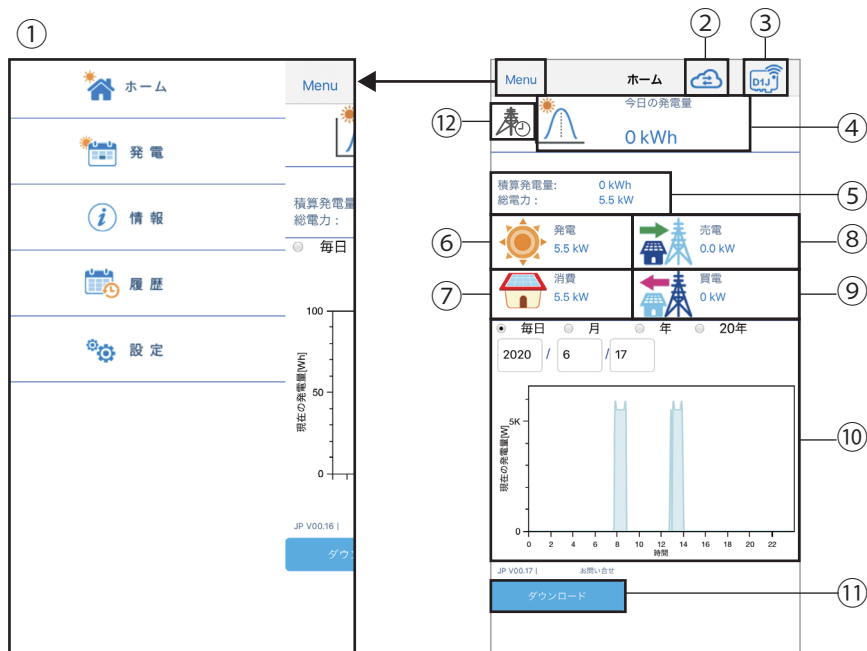 ①
ホーム
発電
情報
履歴
設定
Menu
積算発電量
総電力：
毎日
100
50
0
現在の発電量[Wh]
JP V00.16 |
ダウン
②
③
Menu
ホーム
D1J
⑫
今日の発電量
0 kWh
④
積算発電量: 0 kWh
総電力： 5.5 kW
⑤
⑥
発電
5.5 kW
売電
0.0 kW
⑧
⑦
消費
5.5 kW
買電
0 kW
⑨
毎日 月 年 20年
2020 / 6 / 17
5K
0
現在の発電量[W]
0 2 4 6 8 10 12 14 16 18 20 22
時間
⑩
JP V00.17 | お問い合せ
ダウンロード
⑪